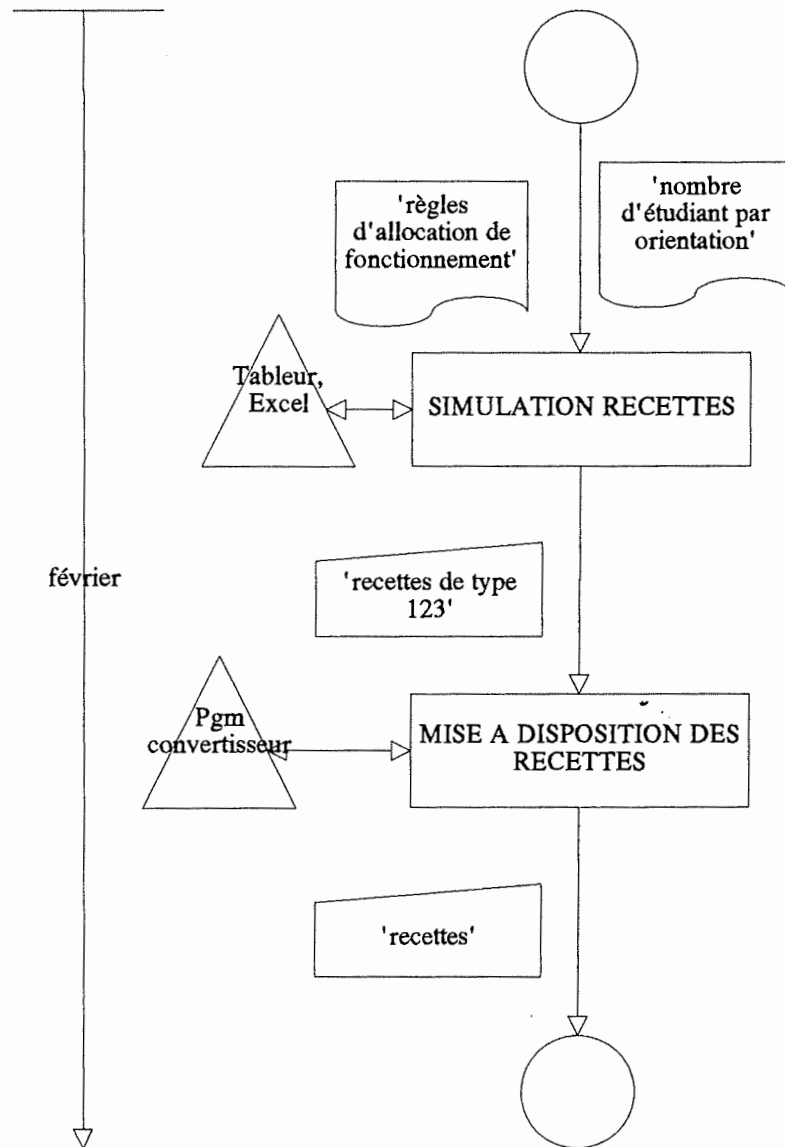 'règles
d'allocation de
fonctionnement'
'nombre
d'étudiant par
orientation'
Tableur,
Excel
SIMULATION RECETTES
février
'recettes de type
123'
Pgm
convertisseur
MISE A DISPOSITION DES
RECETTES
'recettes'